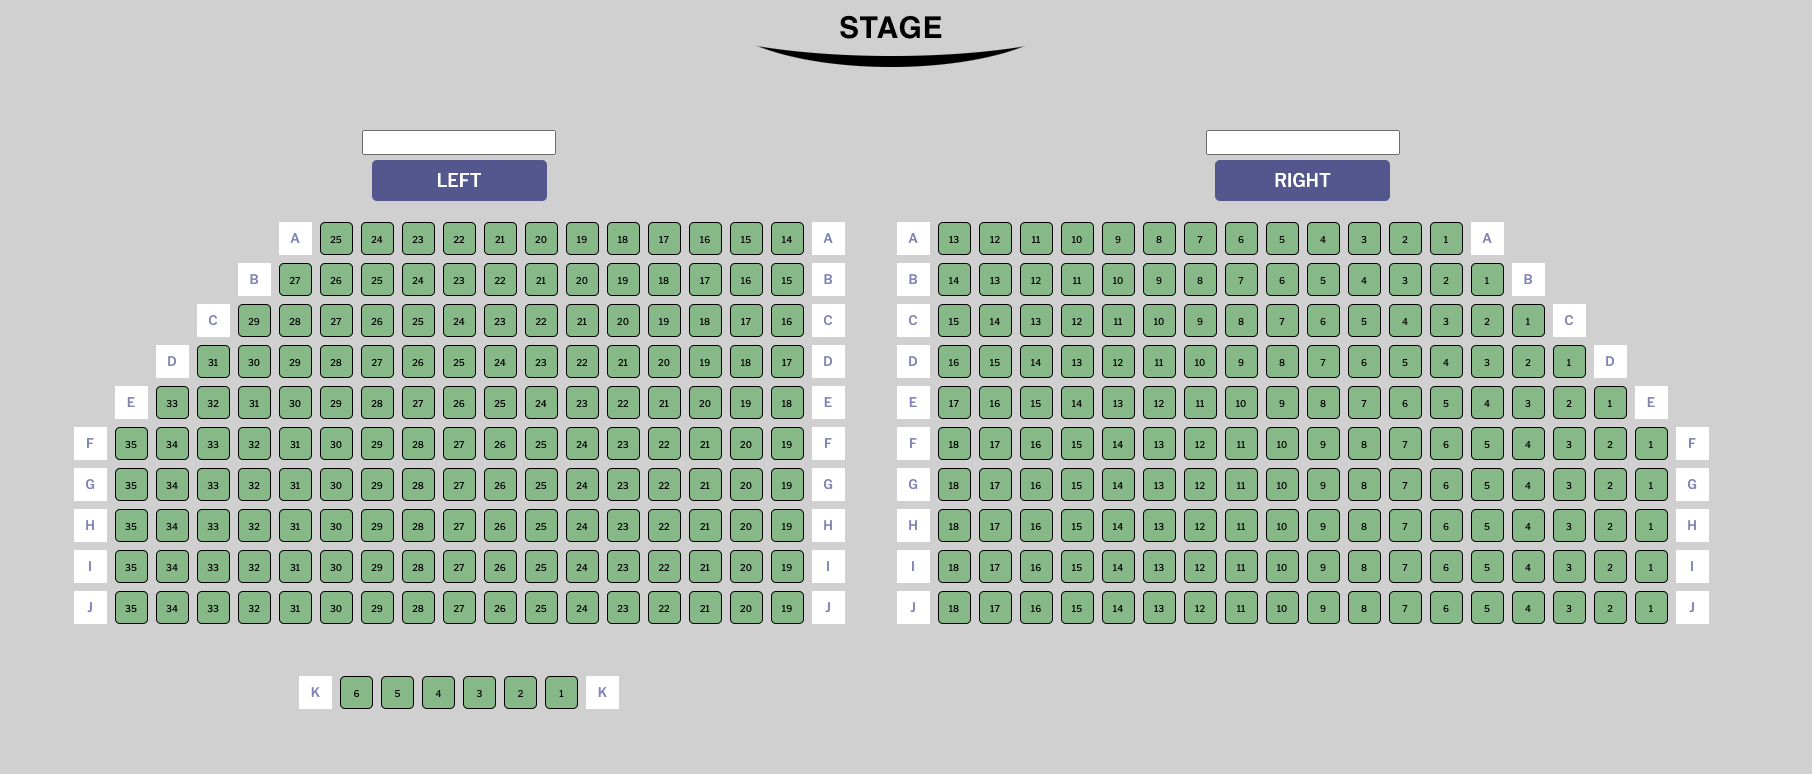 STAGE
LEFT RIGHT
A 25 24 23 22 21 20 19 18 17 16 15 14 A A 13 12 11 10 9 8 7 6 5 4 3 2 1 A
B 27 26 25 24 23 22 21 20 19 18 17 16 15 B B 14 13 12 11 10 9 8 7 6 5 4 3 2 1 B
C 29 28 27 26 25 24 23 22 21 20 19 18 17 16 C C 15 14 13 12 11 10 9 8 7 6 5 4 3 2 1 C
D 31 30 29 28 27 26 25 24 23 22 21 20 19 18 17 D D 16 15 14 13 12 11 10 9 8 7 6 5 4 3 2 1 D
E 33 32 31 30 29 28 27 26 25 24 23 22 21 20 19 18 E E 17 16 15 14 13 12 11 10 9 8 7 6 5 4 3 2 1 E
F 35 34 33 32 31 30 29 28 27 26 25 24 23 22 21 20 19 F F 18 17 16 15 14 13 12 11 10 9 8 7 6 5 4 3 2 1 F
G 35 34 33 32 31 30 29 28 27 26 25 24 23 22 21 20 19 G G 18 17 16 15 14 13 12 11 10 9 8 7 6 5 4 3 2 1 G
H 35 34 33 32 31 30 29 28 27 26 25 24 23 22 21 20 19 H H 18 17 16 15 14 13 12 11 10 9 8 7 6 5 4 3 2 1 H
I 35 34 33 32 31 30 29 28 27 26 25 24 23 22 21 20 19 I I 18 17 16 15 14 13 12 11 10 9 8 7 6 5 4 3 2 1 I
J 35 34 33 32 31 30 29 28 27 26 25 24 23 22 21 20 19 J J 18 17 16 15 14 13 12 11 10 9 8 7 6 5 4 3 2 1 J
K 6 5 4 3 2 1 K